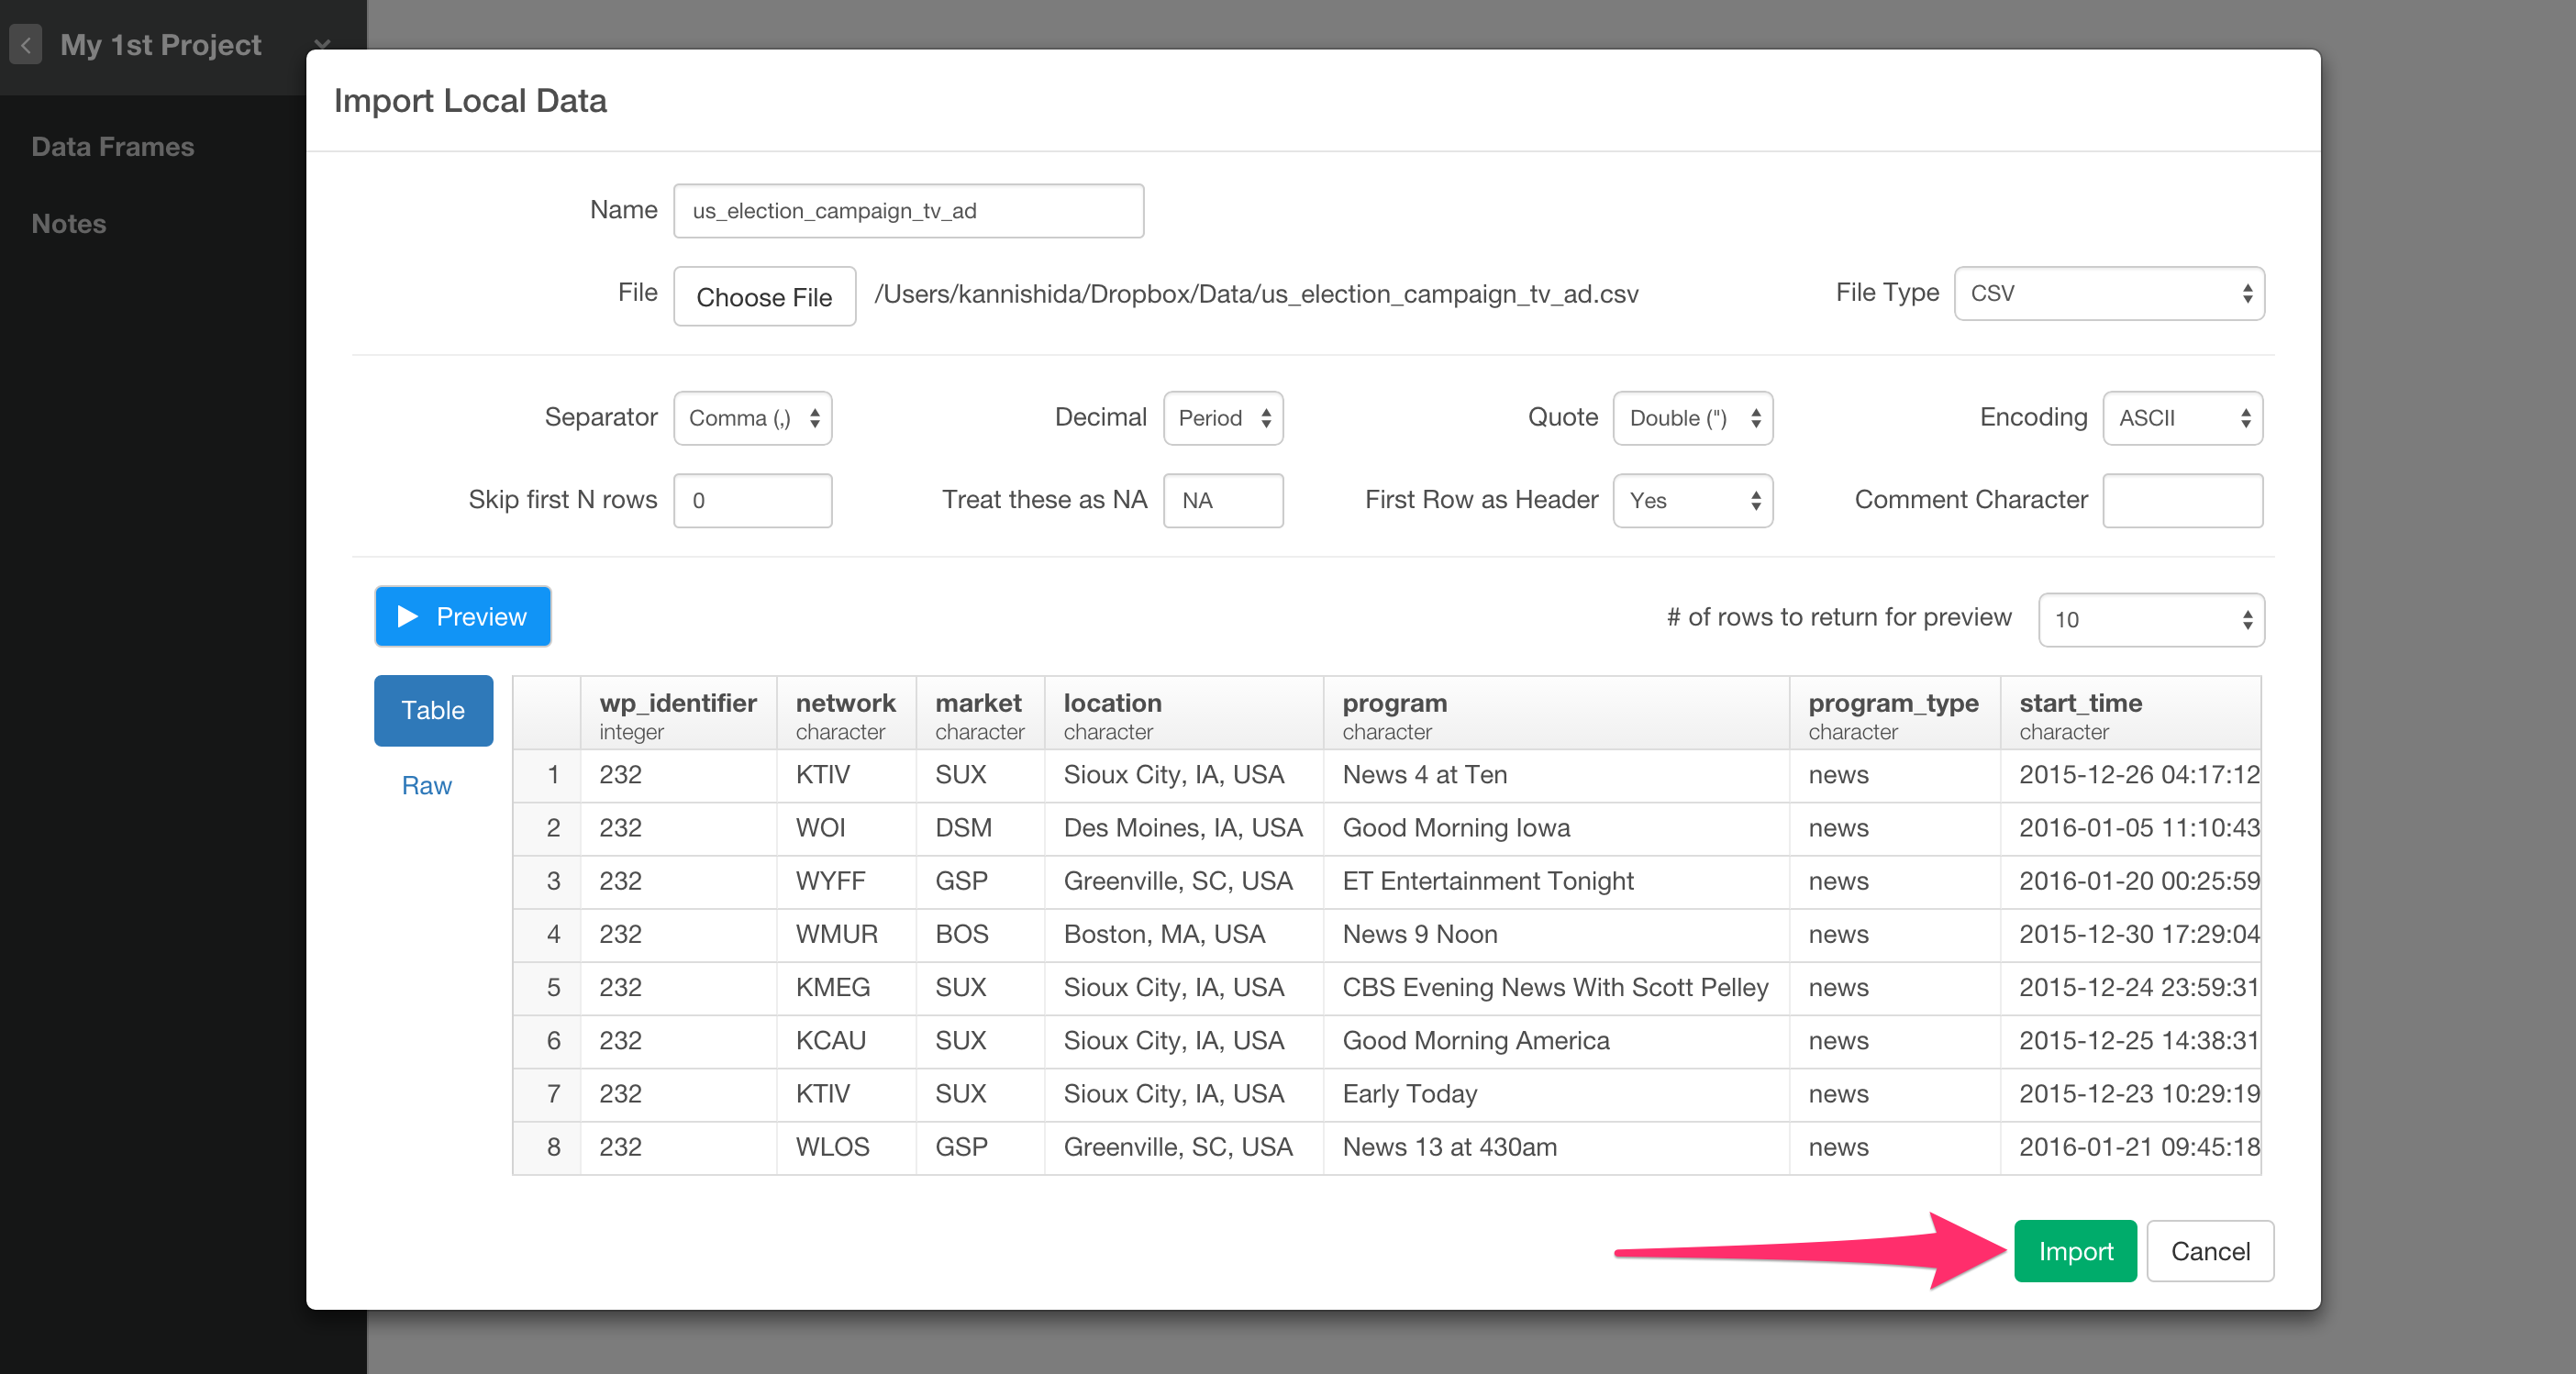 My 1st Project
Import Local Data
Data Frames
Notes
Name us_election_campaign_tv_ad
File Choose File /Users/kannishida/Dropbox/Data/us_election_campaign_tv_ad.csv File Type CSV
Separator Comma (,) Decimal Period Quote Double (") Encoding ASCII
Skip first N rows 0 Treat these as NA NA First Row as Header Yes Comment Character
Preview # of rows to return for preview 10
Table
Raw
wp_identifier network market location program program_type start_time
integer character character character character character character
1 232 KTIV SUX Sioux City, IA, USA News 4 at Ten news 2015-12-26 04:17:12
2 232 WOI DSM Des Moines, IA, USA Good Morning Iowa news 2016-01-05 11:10:43
3 232 WYFF GSP Greenville, SC, USA ET Entertainment Tonight news 2016-01-20 00:25:59
4 232 WMUR BOS Boston, MA, USA News 9 Noon news 2015-12-30 17:29:04
5 232 KMEG SUX Sioux City, IA, USA CBS Evening News With Scott Pelley news 2015-12-24 23:59:31
6 232 KCAU SUX Sioux City, IA, USA Good Morning America news 2015-12-25 14:38:31
7 232 KTIV SUX Sioux City, IA, USA Early Today news 2015-12-23 10:29:19
8 232 WLOS GSP Greenville, SC, USA News 13 at 430am news 2016-01-21 09:45:18
Import Cancel